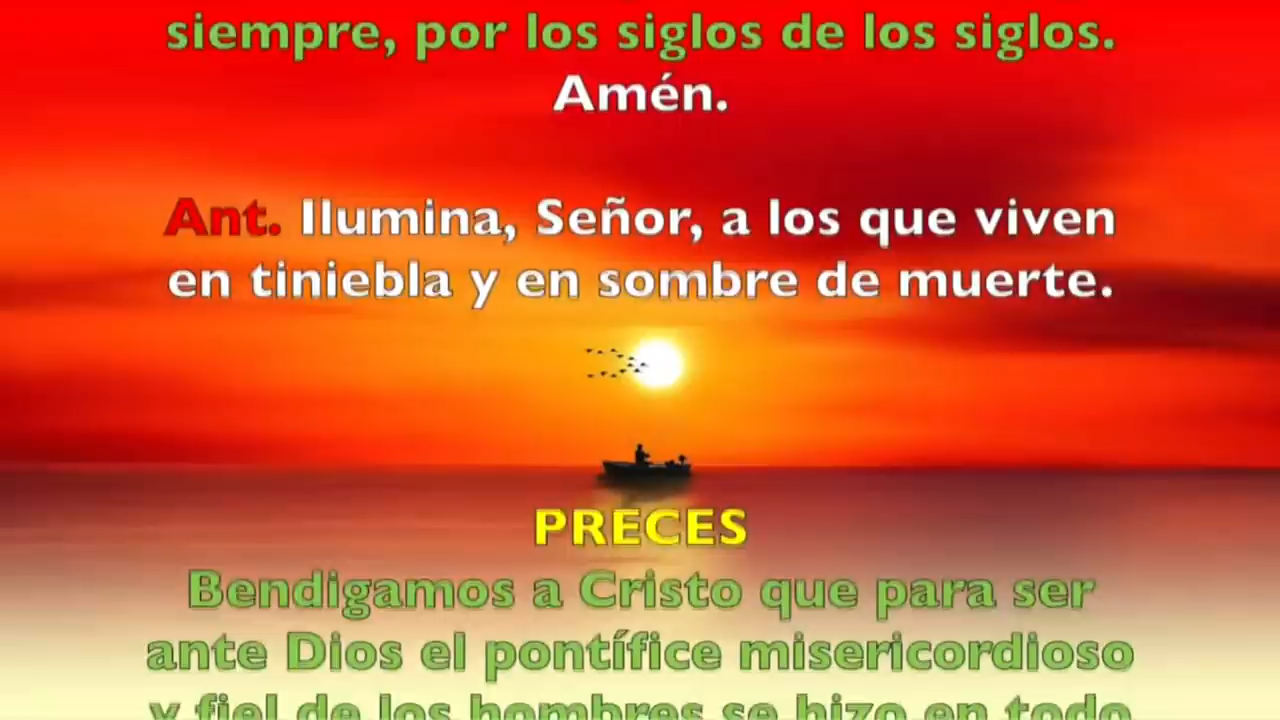 siempre, por los siglos de los siglos.
Amén.
Ant. Ilumina, Señor, a los que viven
en tiniebla y en sombre de muerte.
PRECES
Bendigamos a Cristo que para ser
ante Dios el pontífice misericordioso
y fiel de los hombres se hizo en todo